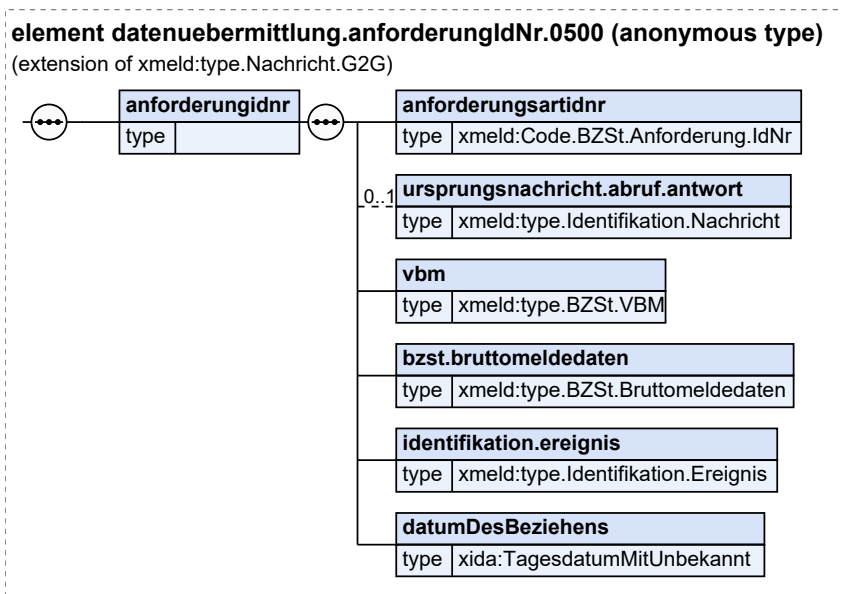 element datenuebermittlung.anforderungIdNr.0500 (anonymous type)
(extension of xmeld:type.Nachricht.G2G)
anforderungidnr
type
anforderungsartidnr
type xmeld:Code.BZSt.Anforderung.IdNr
0..1
ursprungsnachricht.abruf.antwort
type xmeld:type.Identifikation.Nachricht
vbm
type xmeld:type.BZSt.VBM
bzst.bruttomeldedaten
type xmeld:type.BZSt.Bruttomeldedaten
identifikation.ereignis
type xmeld:type.Identifikation.Ereignis
datumDesBeziehens
type xida:TagesdatumMitUnbekannt